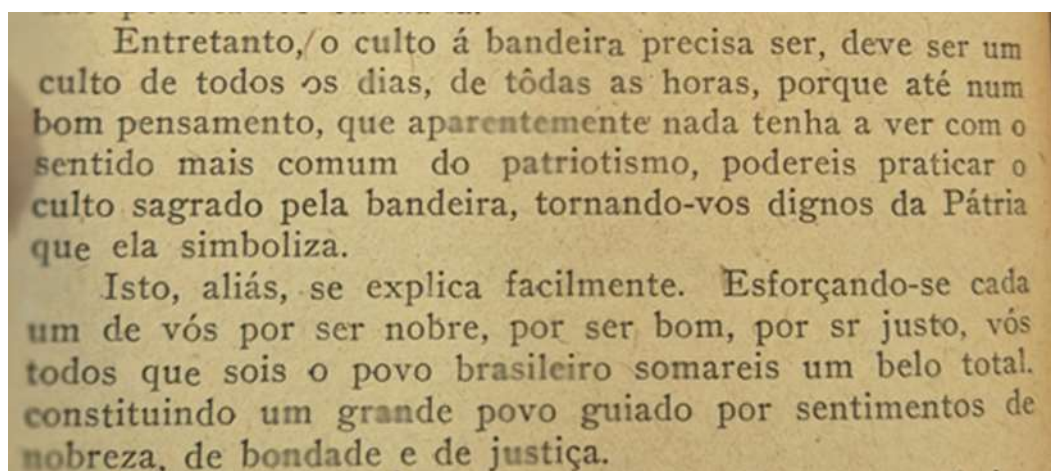 Entretanto, o culto á bandeira precisa ser, deve ser um
culto de todos os dias, de tôdas as horas, porque até num
bom pensamento, que aparentemente nada tenha a ver com o
sentido mais comum do patriotismo, podereis praticar o
culto sagrado pela bandeira, tornando-vos dignos da Pátria
que ela simboliza.
Isto, aliás, se explica facilmente. Esforçando-se cada
um de vós por ser nobre, por ser bom, por sr justo, vós
todos que sois o povo brasileiro somareis um belo total.
constituindo um grande povo guiado por sentimentos de
nobreza, de bondade e de justiça.